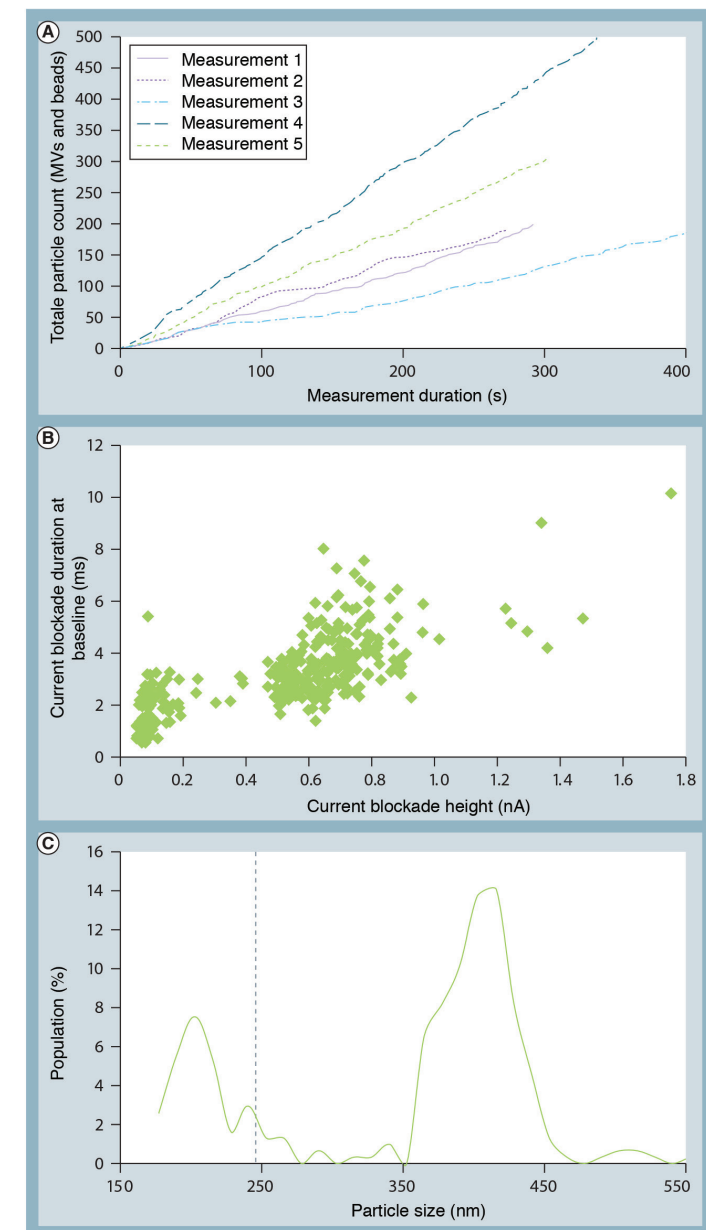 A
Totale particle count (MVs and beads)
500
450
400
350
300
250
200
150
100
50
0
Measurement 1
Measurement 2
Measurement 3
Measurement 4
Measurement 5
0 100 200 300 400
Measurement duration (s)
B
Current blockade duration at
baseline (ms)
12
10
8
6
4
2
0
0 0.2 0.4 0.6 0.8 1.0 1.2 1.4 1.6 1.8
Current blockade height (nA)
C
Population (%)
16
14
12
10
8
6
4
2
0
150 250 350 450 550
Particle size (nm)